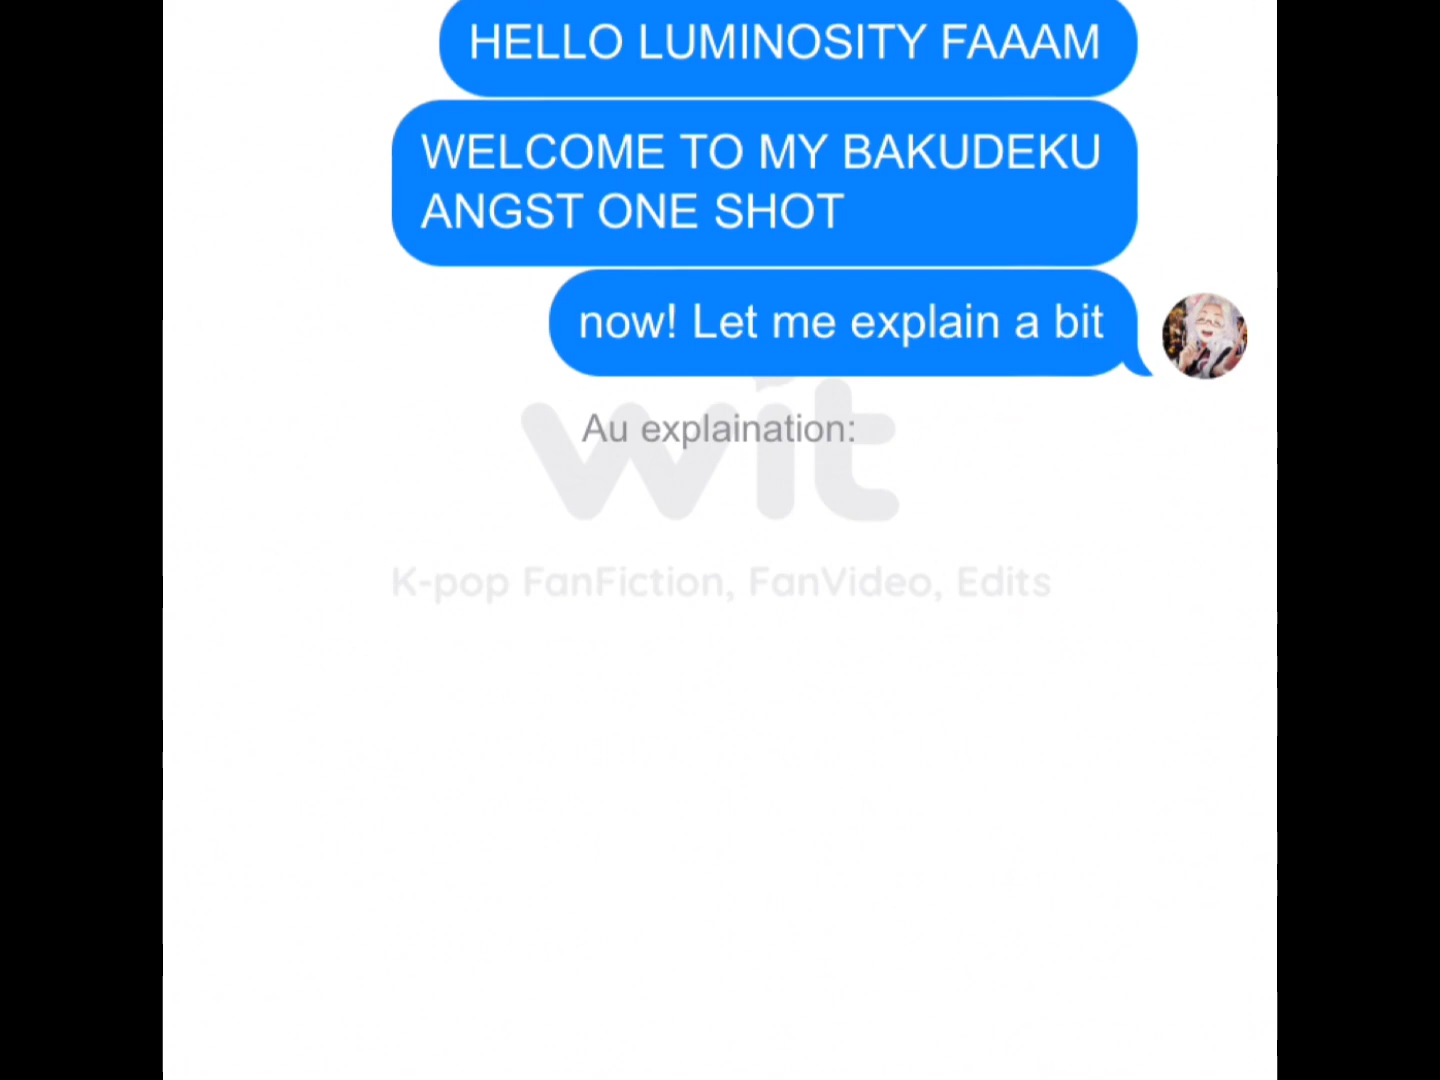 HELLO LUMINOSITY FAAAM
WELCOME TO MY BAKUDEKU
ANGST ONE SHOT
now! Let me explain a bit
Au explaination:
wit
K-pop FanFiction, FanVideo, Edits